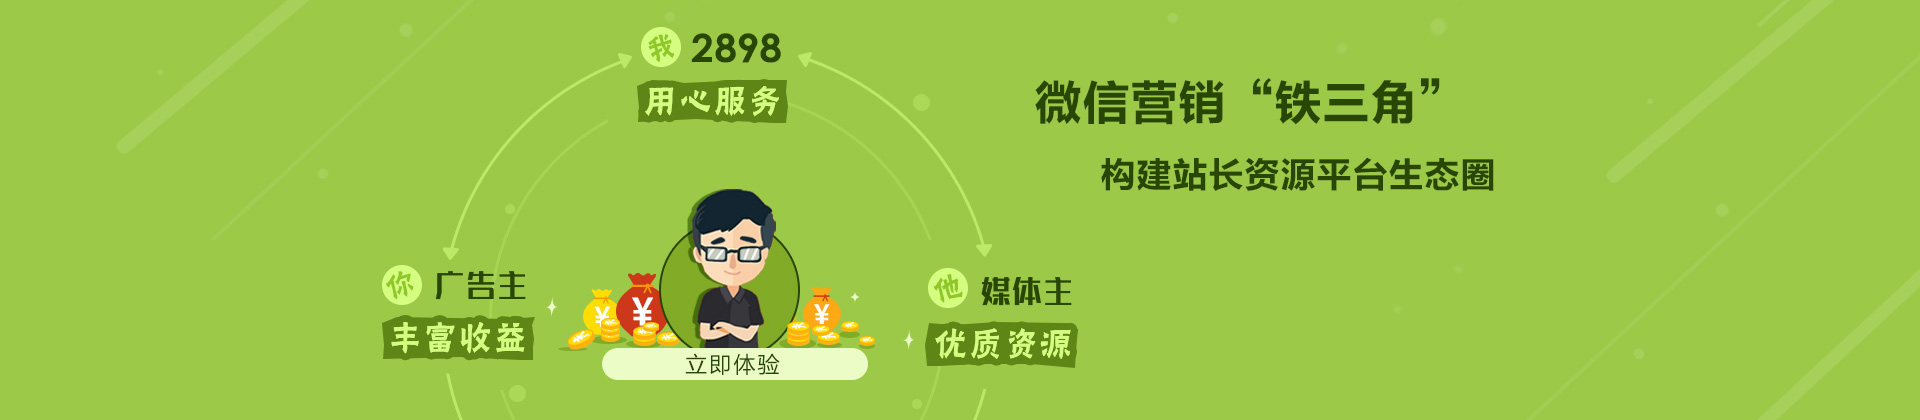 我 2898
用心服务
微信营销“铁三角”
构建站长资源平台生态圈
你 广告主
丰富收益
¥ ¥ ¥
他 媒体主
优质资源
立即体验